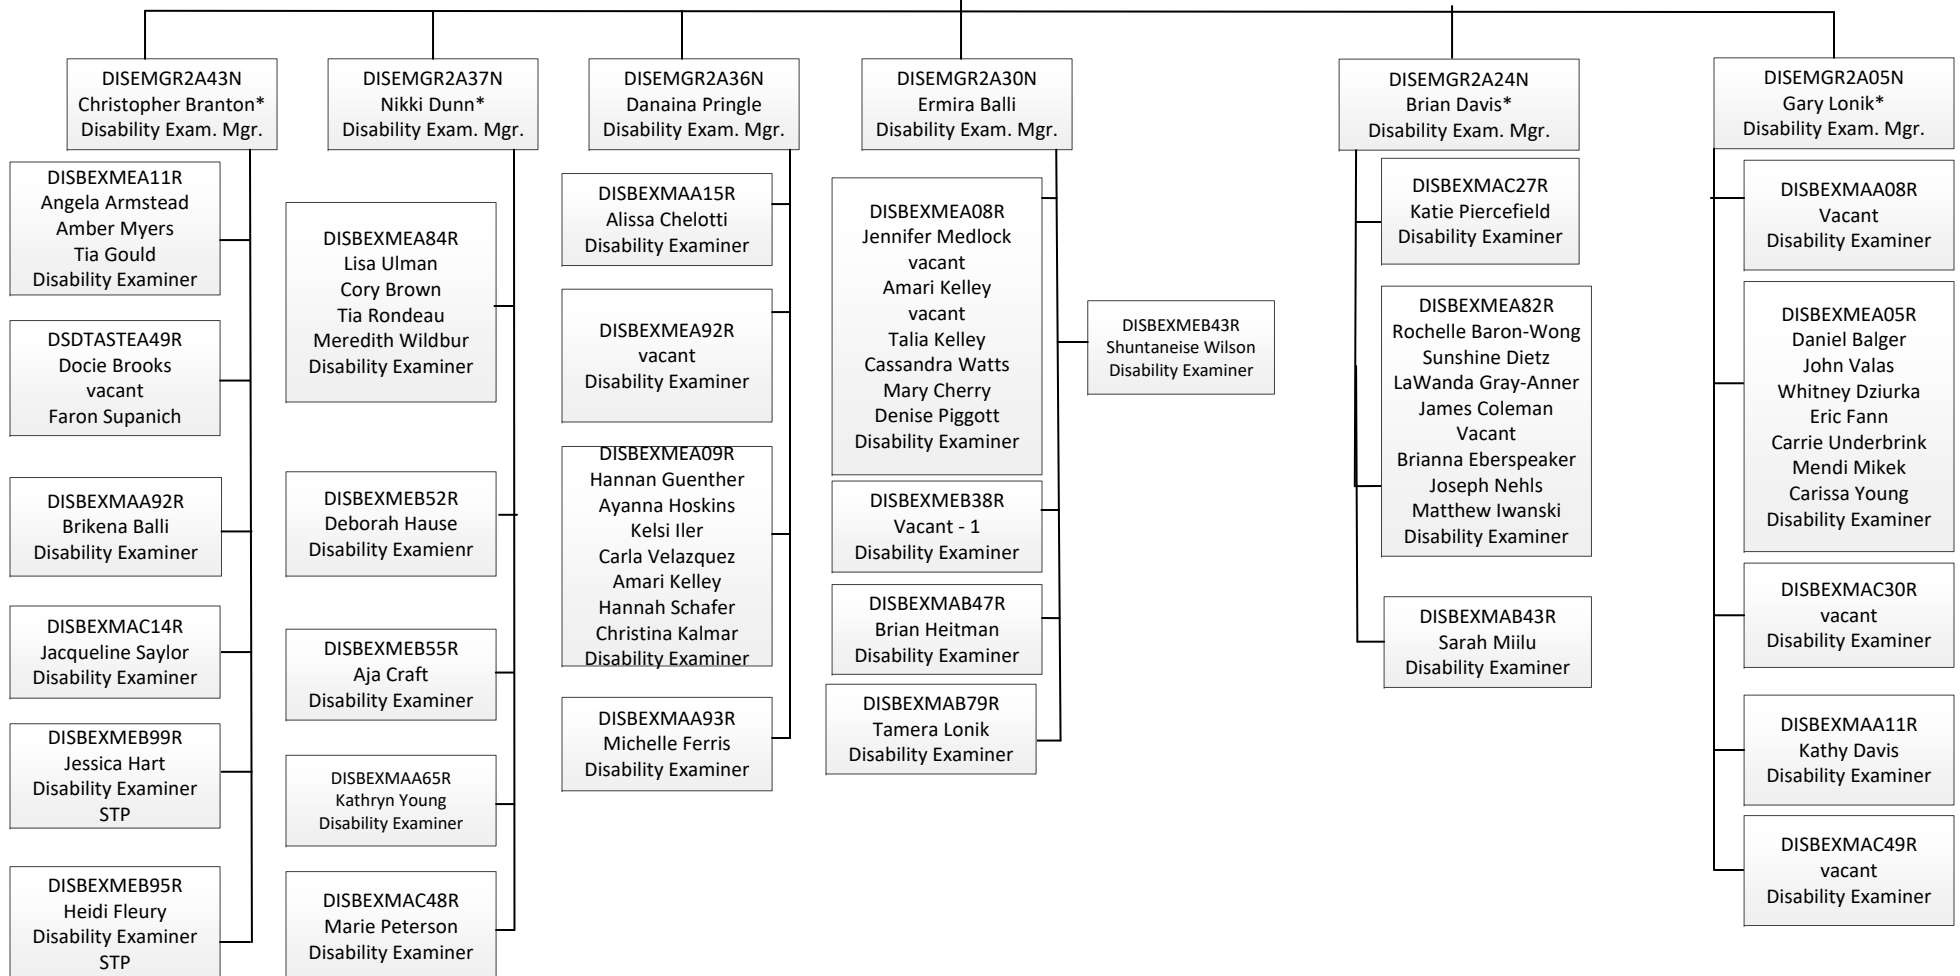 DISEMGR2A43N
Christopher Branton*
Disability Exam. Mgr.
DISBEXMEA11R
Angela Armstead
Amber Myers
Tia Gould
Disability Examiner
DSDTASTEA49R
Docie Brooks
vacant
Faron Supanich
DISBEXMAA92R
Brikena Balli
Disability Examiner
DISBEXMAC14R
Jacqueline Saylor
Disability Examiner
DISBEXMEB99R
Jessica Hart
Disability Examiner
STP
DISBEXMEB95R
Heidi Fleury
Disability Examiner
STP
DISEMGR2A37N
Nikki Dunn*
Disability Exam. Mgr.
DISBEXMEA84R
Lisa Ulman
Cory Brown
Tia Rondeau
Meredith Wildbur
Disability Examiner
DISBEXMEB52R
Deborah Hause
Disability Examienr
DISBEXMEB55R
Aja Craft
Disability Examiner
DISBEXMAA65R
Kathryn Young
Disability Examiner
DISBEXMAC48R
Marie Peterson
Disability Examiner
DISEMGR2A36N
Danaina Pringle
Disability Exam. Mgr.
DISBEXMAA15R
Alissa Chelotti
Disability Examiner
DISBEXMEA92R
vacant
Disability Examiner
DISBEXMEA09R
Hannan Guenther
Ayanna Hoskins
Kelsi Iler
Carla Velazquez
Amari Kelley
Hannah Schafer
Christina Kalmar
Disability Examiner
DISBEXMAA93R
Michelle Ferris
Disability Examiner
DISEMGR2A30N
Ermira Balli
Disability Exam. Mgr.
DISBEXMEA08R
Jennifer Medlock
vacant
Amari Kelley
vacant
Talia Kelley
Cassandra Watts
Mary Cherry
Denise Piggott
Disability Examiner
DISBEXMEB43R
Shuntaneise Wilson
Disability Examiner
DISBEXMEB38R
Vacant - 1
Disability Examiner
DISBEXMAB47R
Brian Heitman
Disability Examiner
DISBEXMAB79R
Tamera Lonik
Disability Examiner
DISEMGR2A24N
Brian Davis*
Disability Exam. Mgr.
DISBEXMAC27R
Katie Piercefield
Disability Examiner
DISBEXMEA82R
Rochelle Baron-Wong
Sunshine Dietz
LaWanda Gray-Anner
James Coleman
Vacant
Brianna Eberspeaker
Joseph Nehls
Matthew Iwanski
Disability Examiner
DISBEXMAB43R
Sarah Miilu
Disability Examiner
DISEMGR2A05N
Gary Lonik*
Disability Exam. Mgr.
DISBEXMAA08R
Vacant
Disability Examiner
DISBEXMEA05R
Daniel Balger
John Valas
Whitney Dziurka
Eric Fann
Carrie Underbrink
Mendi Mikek
Carissa Young
Disability Examiner
DISBEXMAC30R
vacant
Disability Examiner
DISBEXMAA11R
Kathy Davis
Disability Examiner
DISBEXMAC49R
vacant
Disability Examiner